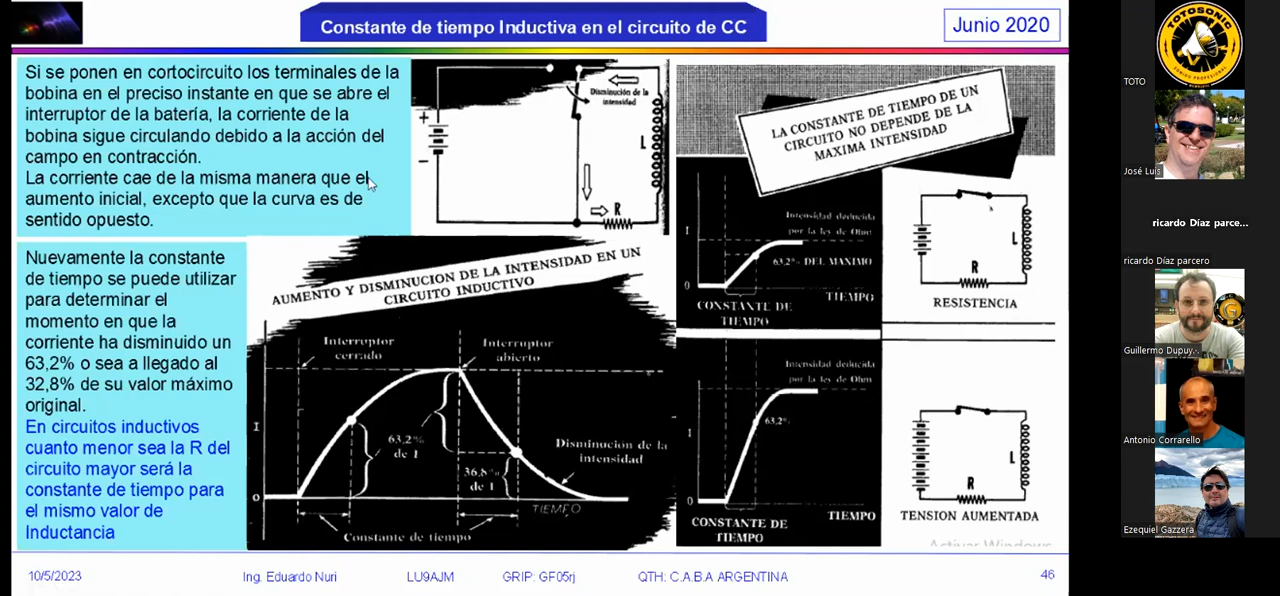 Constante de tiempo Inductiva en el circuito de CC
Junio 2020
Si se ponen en cortocircuito los terminales de la
bobina en el preciso instante en que se abre el
interruptor de la batería, la corriente de la
bobina sigue circulando debido a la acción del
campo en contracción.
La corriente cae de la misma manera que el
aumento inicial, excepto que la curva es de
sentido opuesto.
+
−
Disminución de la
intensidad
L
R
LA CONSTANTE DE TIEMPO DE UN
CIRCUITO NO DEPENDE DE LA
MAXIMA INTENSIDAD
I
Intensidad deducida
por la ley de Ohm
63,2% DEL MAXIMO
0
TIEMPO
CONSTANTE DE
TIEMPO
L
R
RESISTENCIA
Nuevamente la constante
de tiempo se puede utilizar
para determinar el
momento en que la
corriente ha disminuido un
63,2% o sea a llegado al
32,8% de su valor máximo
original.
En circuitos inductivos
cuanto menor sea la R del
circuito mayor será la
constante de tiempo para
el mismo valor de
Inductancia
AUMENTO Y DISMINUCION DE LA INTENSIDAD EN UN
CIRCUITO INDUCTIVO
Interruptor
cerrado
Interruptor
abierto
I
63,2%
de I
36,8%
de I
Disminución de la
intensidad
0
TIEMPO
Constante de tiempo
Intensidad deducida
por la ley de Ohm
I
63,2%
0
CONSTANTE DE
TIEMPO
TIEMPO
L
R
TENSION AUMENTADA
Activar Windows
10/5/2023
Ing. Eduardo Nuri
LU9AJM
GRIP: GF05rj
QTH: C.A.B.A ARGENTINA
46
TOTOSONIC
TOTO
José Luis
ricardo Díaz parce...
ricardo Díaz parcero
G
Guillermo Dupuy.-.
Antonio Corrarello
Ezequiel Gazzera